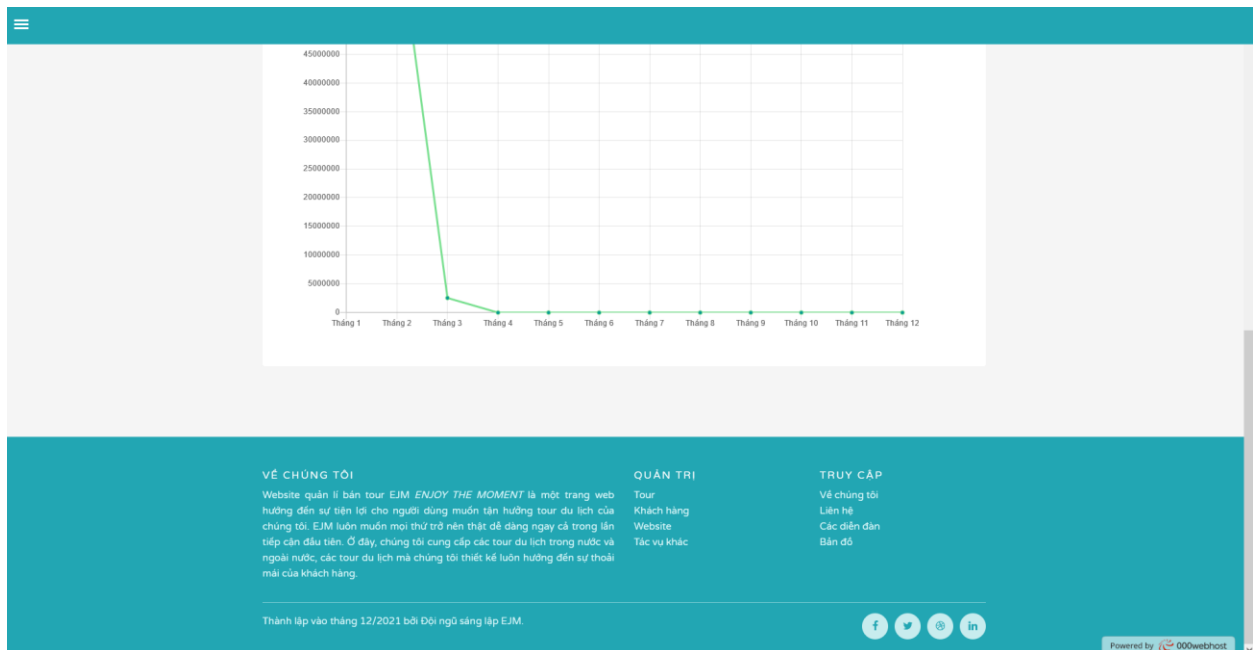 45000000
40000000
35000000
30000000
25000000
20000000
15000000
10000000
5000000
0
Tháng 1 Tháng 2 Tháng 3 Tháng 4 Tháng 5 Tháng 6 Tháng 7 Tháng 8 Tháng 9 Tháng 10 Tháng 11 Tháng 12
VỀ CHÚNG TÔI
Website quản lí bán tour EJM ENJOY THE MOMENT là một trang web
hướng đến sự tiện lợi cho người dùng muốn tận hưởng tour du lịch của
chúng tôi. EJM luôn muốn mọi thứ trở nên thật dễ dàng ngay cả trong lần
tiếp cận đầu tiên. Ở đây, chúng tôi cung cấp các tour du lịch trong nước và
ngoài nước, các tour du lịch mà chúng tôi thiết kế luôn hướng đến sự thoải
mái của khách hàng.
QUẢN TRỊ
Tour
Khách hàng
Website
Tác vụ khác
TRUY CẬP
Về chúng tôi
Liên hệ
Các diễn đàn
Bản đồ
Thành lập vào tháng 12/2021 bởi Đội ngũ sáng lập EJM.
Powered by 000webhost